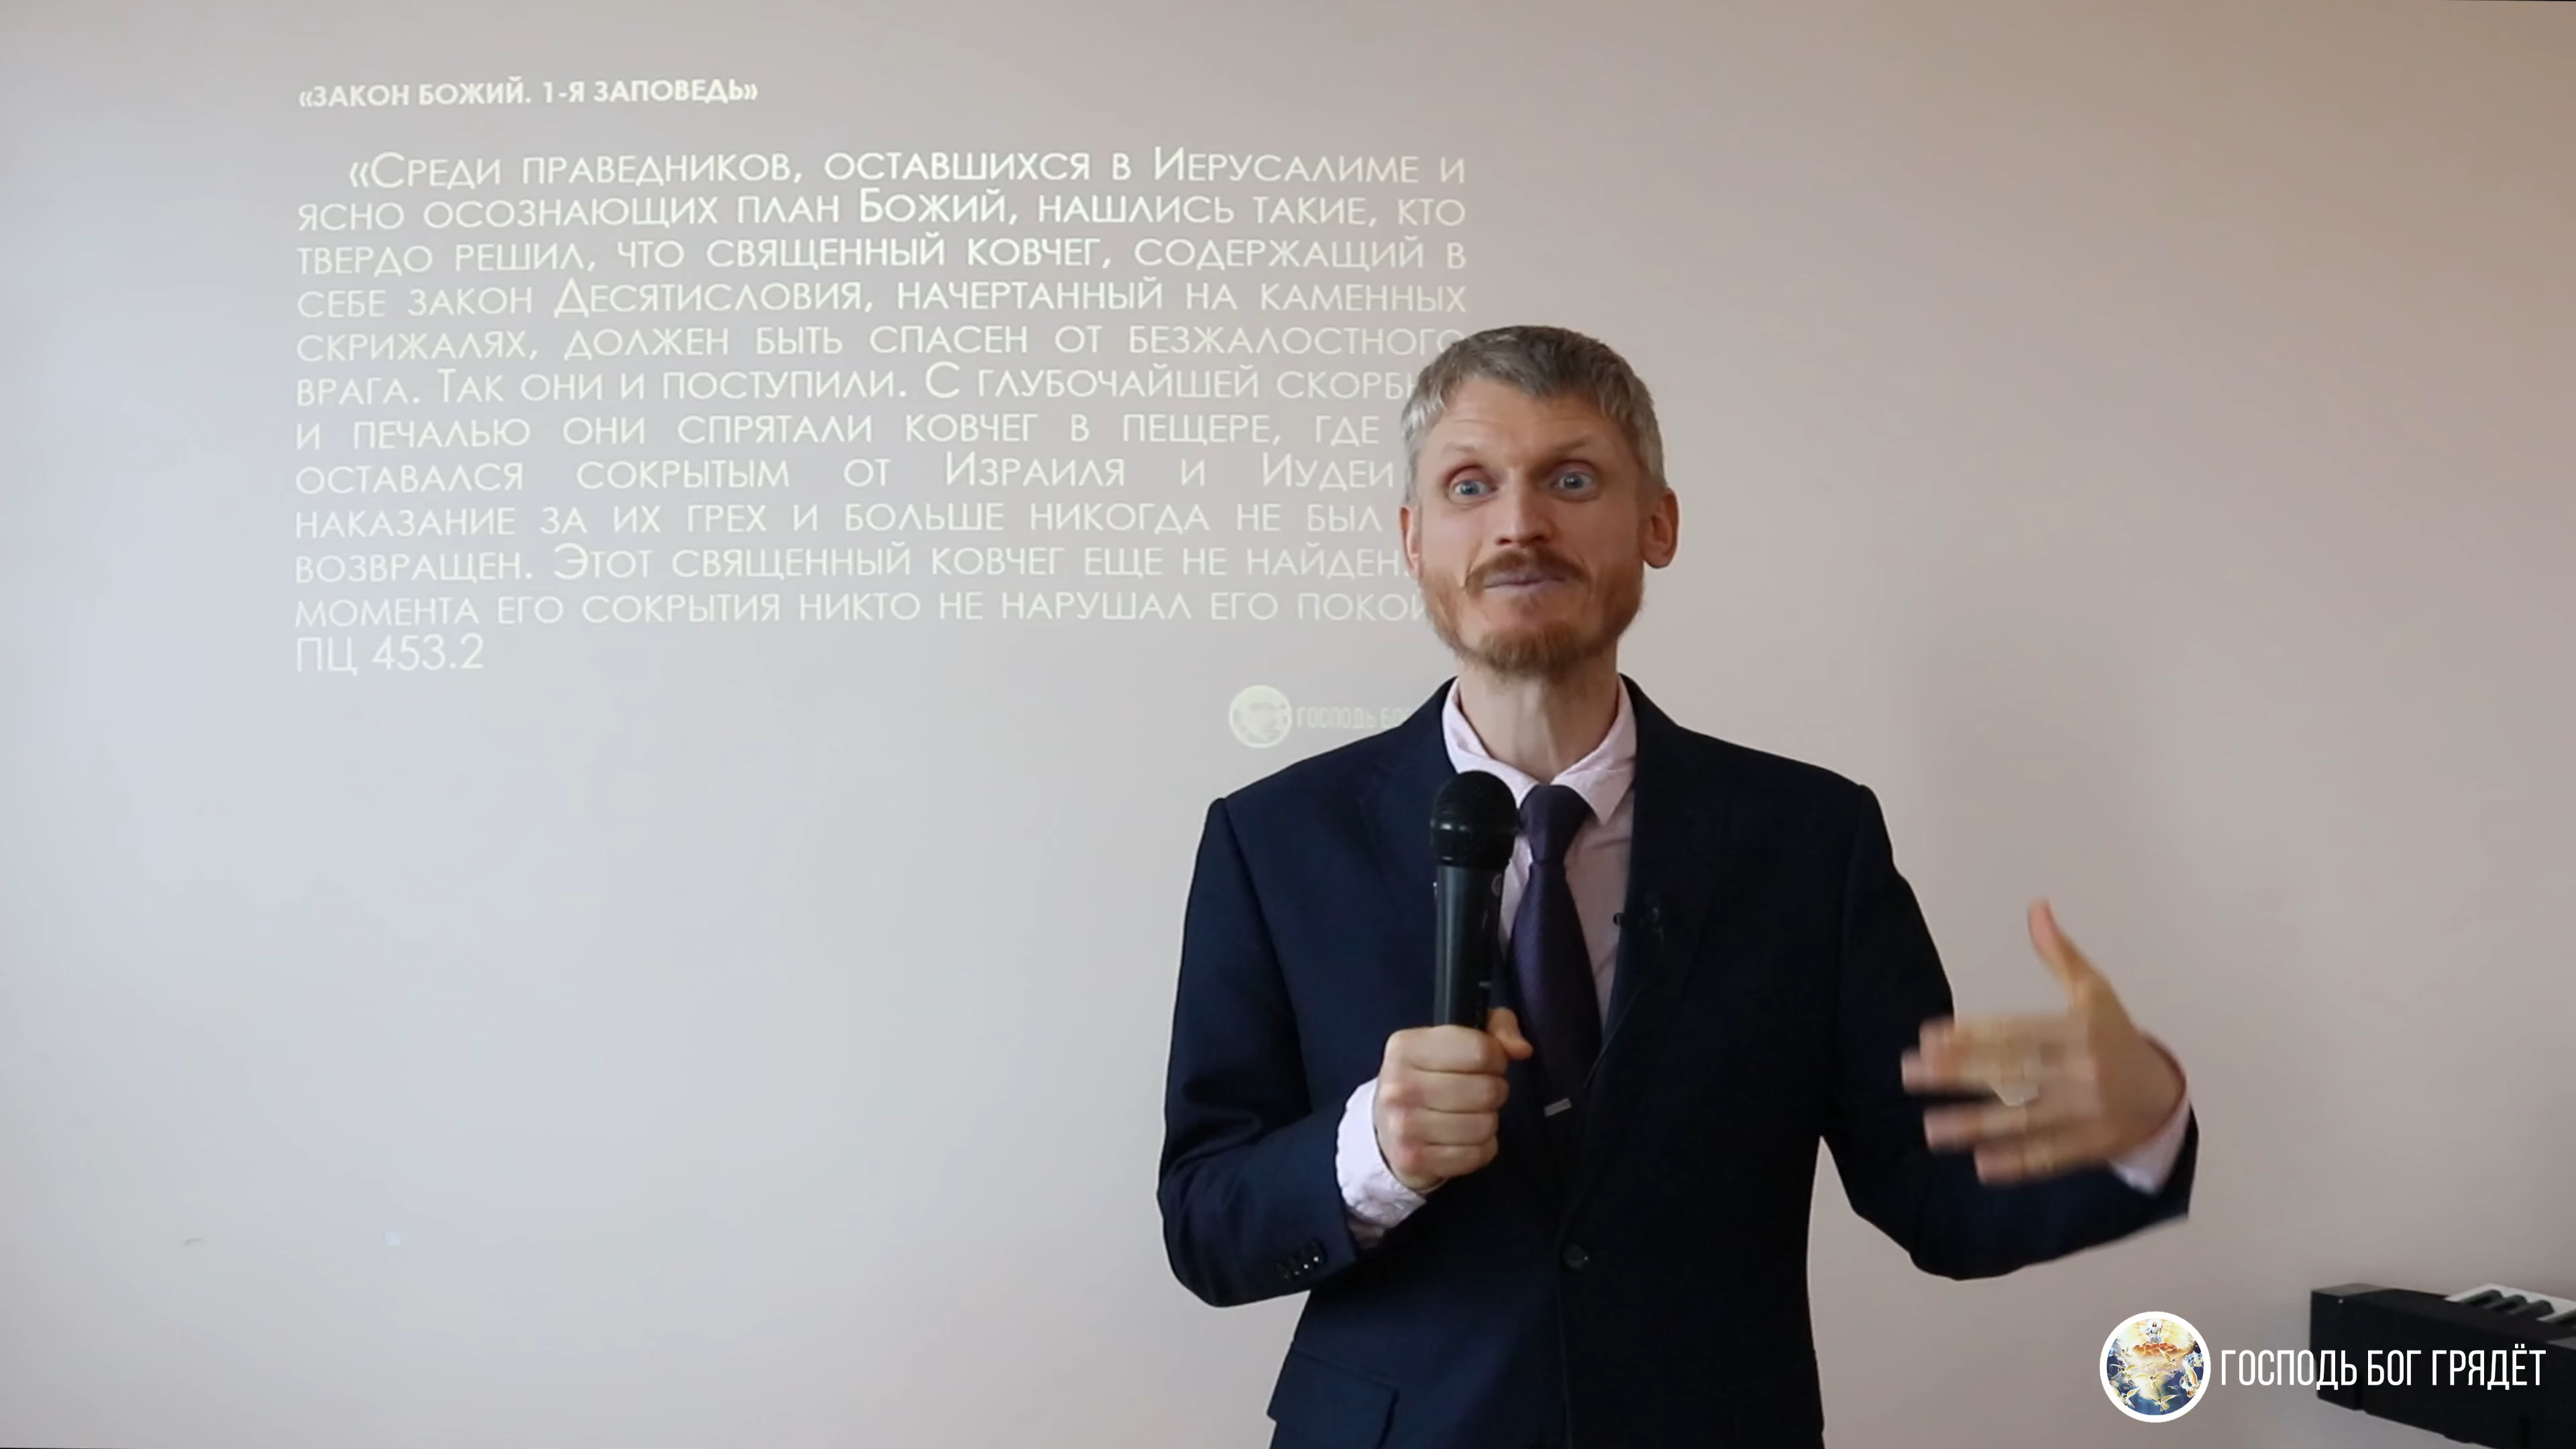 «ЗАКОН БОЖИЙ. 1-Я ЗАПОВЕДЬ»
«Среди праведников, оставшихся в Иерусалиме и
ясно осознающих план Божий, нашлись такие, кто
твердо решил, что священный ковчег, содержащий в
себе закон Десятисловия, начертанный на каменных
скрижалях, должен быть спасен от безжалостного
врага. Так они и поступили. С глубочайшей
и печалью они спрятали ковчег в пещере, где
оставался сокрытым от Израиля и Иудеи
наказание за их грех и больше никогда не был
возвращен. Этот священный ковчег еще не найден.
момента его сокрытия никто не нарушал его
ПЦ 453.2
ГОСПОДЬ
ГОСПОДЬ БОГ ГРЯДЁТ